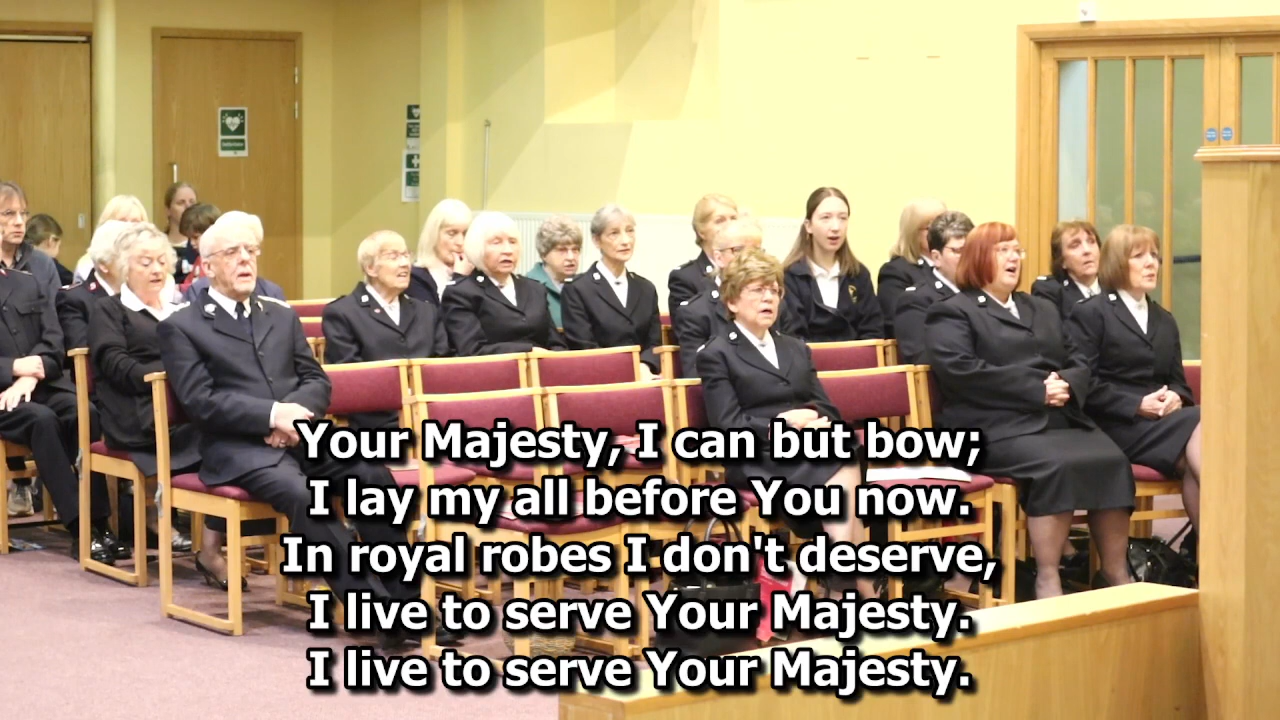 Your Majesty, I can but bow;
I lay my all before You now.
In royal robes I don't deserve,
I live to serve Your Majesty.
I live to serve Your Majesty.